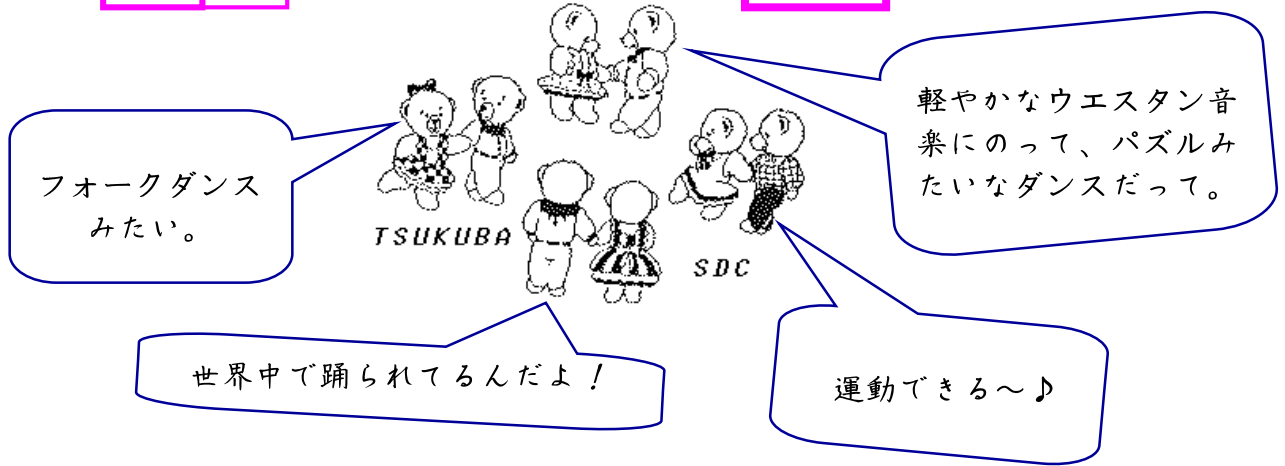 軽やかなウエスタン音
楽にのって、パズルみ
たいなダンスだって。
フォークダンス
みたい。
TSUKUBA
SDC
世界中で踊られてるんだよ！
運動できる～♪